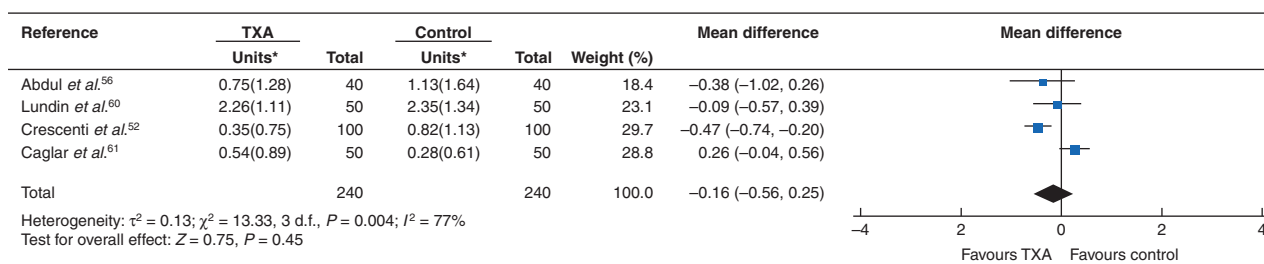 Reference TXA Control Mean difference Mean difference
Units* Total Units* Total Weight (%)
Abdul et al.56 0.75(1.28) 40 1.13(1.64) 40 18.4 –0.38 (–1.02, 0.26)
Lundin et al.60 2.26(1.11) 50 2.35(1.34) 50 23.1 –0.09 (–0.57, 0.39)
Crescenti et al.52 0.35(0.75) 100 0.82(1.13) 100 29.7 –0.47 (–0.74, –0.20)
Caglar et al.61 0.54(0.89) 50 0.28(0.61) 50 28.8 0.26 (–0.04, 0.56)
Total 240 240 100.0 –0.16 (–0.56, 0.25)
Heterogeneity: τ2 = 0.13; χ2 = 13.33, 3 d.f., P = 0.004; I2 = 77%
Test for overall effect: Z = 0.75, P = 0.45
–4 2 0 2 4
Favours TXA Favours control